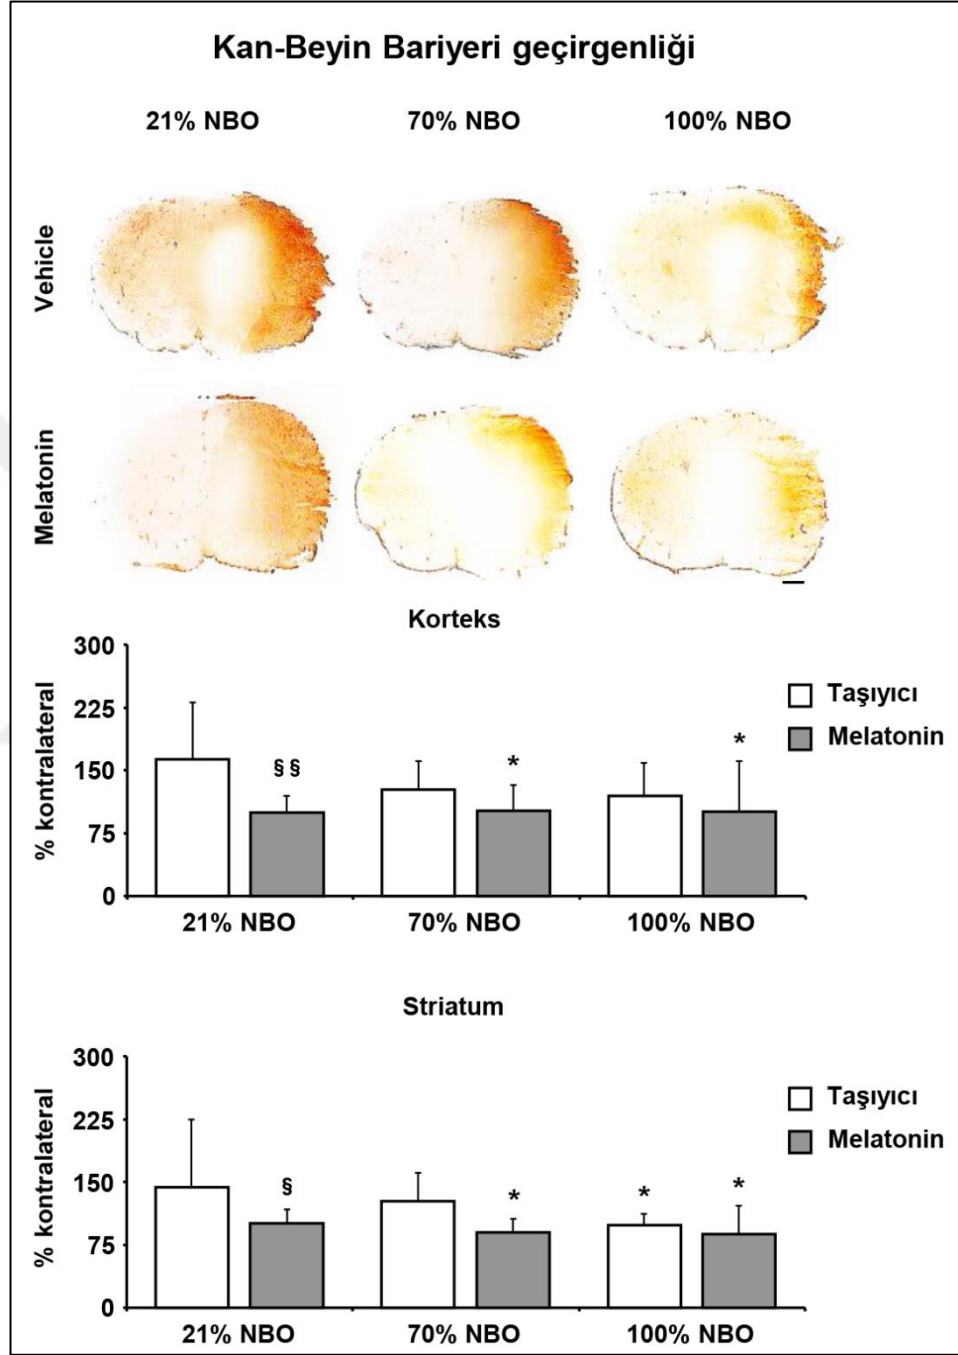 Kan-Beyin Bariyeri geçirgenliği
21% NBO 70% NBO 100% NBO
Vehicle
Melatonin
Korteks
% kontralateral
300
225
150
75
0
§§
*
*
Taşıyıcı
Melatonin
21% NBO 70% NBO 100% NBO
Striatum
% kontralateral
300
225
150
75
0
§
*
*
*
Taşıyıcı
Melatonin
21% NBO 70% NBO 100% NBO